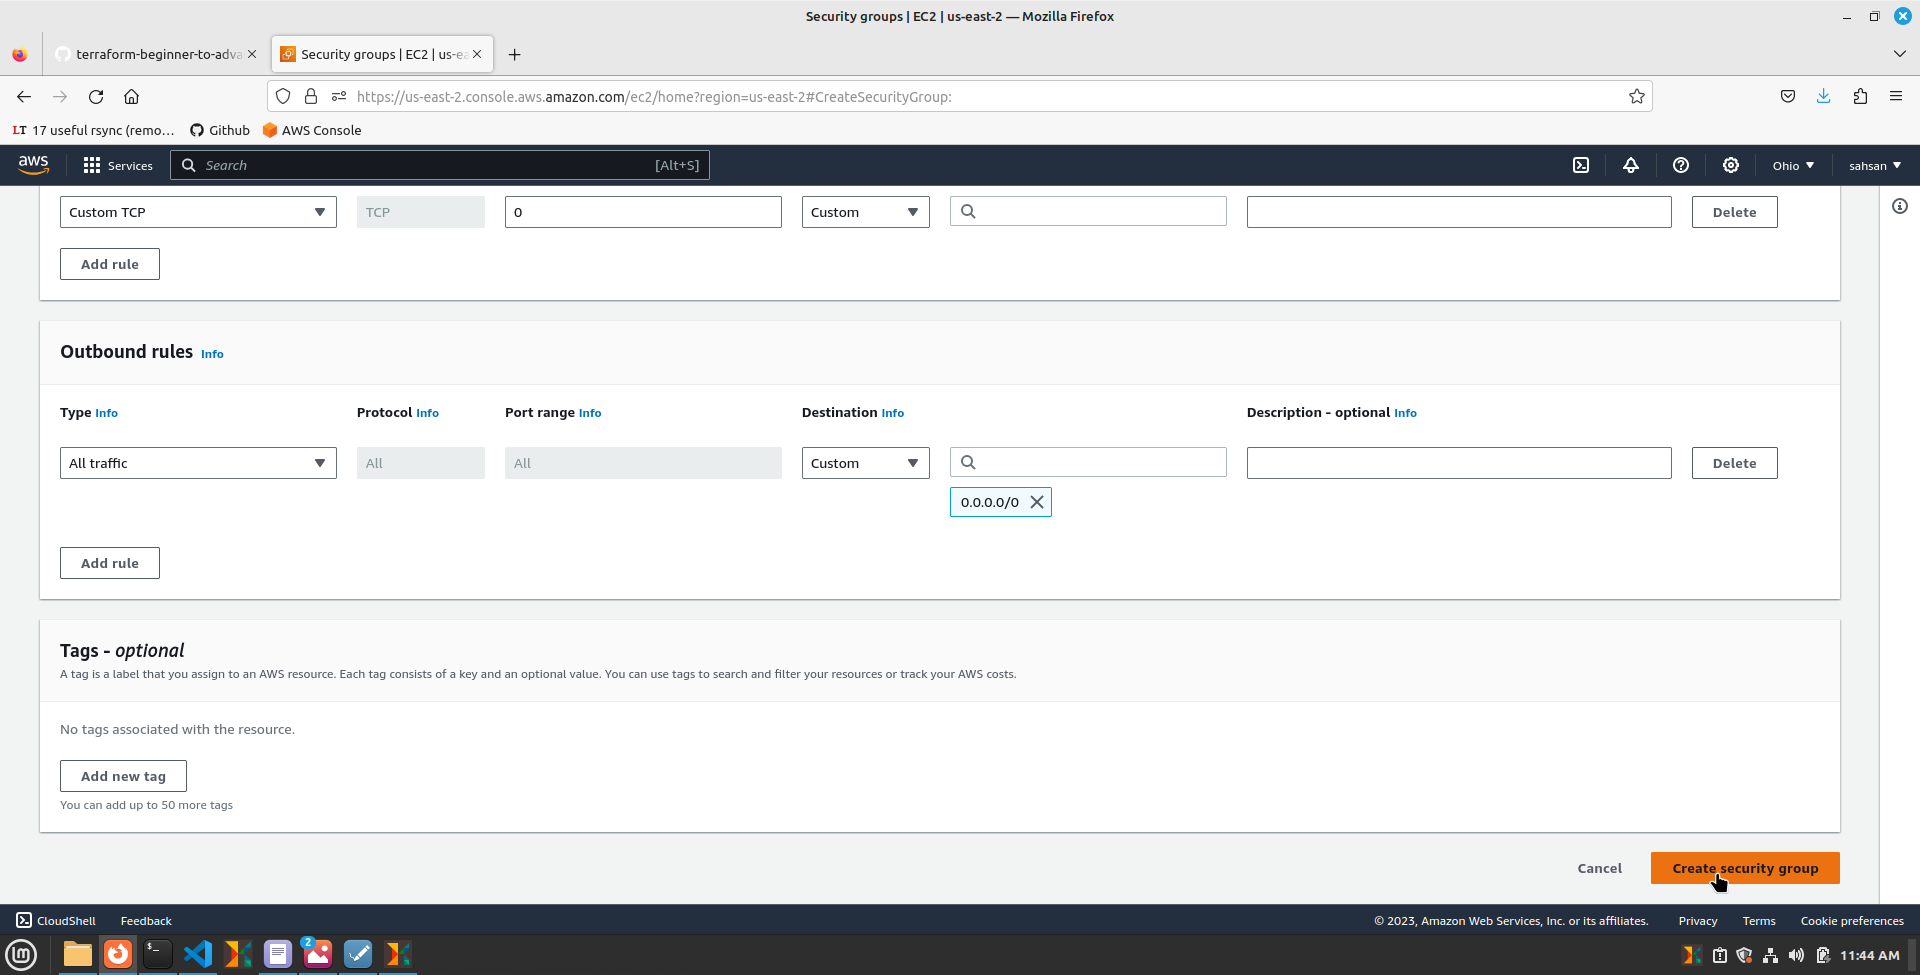 Security groups | EC2 | us-east-2 — Mozilla Firefox
terraform-beginner-to-adva
Security groups | EC2 | us-ea
https://us-east-2.console.aws.amazon.com/ec2/home?region=us-east-2#CreateSecurityGroup:
LT 17 useful rsync (remo… Github AWS Console
aws Services Search [Alt+S] Ohio sahsan
Custom TCP TCP 0 Custom Delete
Add rule
Outbound rules Info
Type Info Protocol Info Port range Info Destination Info Description - optional Info
All traffic All All Custom Delete
0.0.0.0/0
Add rule
Tags - optional
A tag is a label that you assign to an AWS resource. Each tag consists of a key and an optional value. You can use tags to search and filter your resources or track your AWS costs.
No tags associated with the resource.
Add new tag
You can add up to 50 more tags
Cancel Create security group
CloudShell Feedback © 2023, Amazon Web Services, Inc. or its affiliates. Privacy Terms Cookie preferences
lm $_ 2 11:44 AM